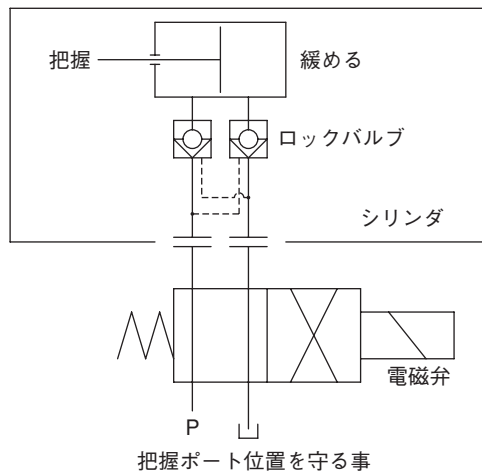 把握
緩める
ロックバルブ
シリンダ
電磁弁
P
把握ポート位置を守る事